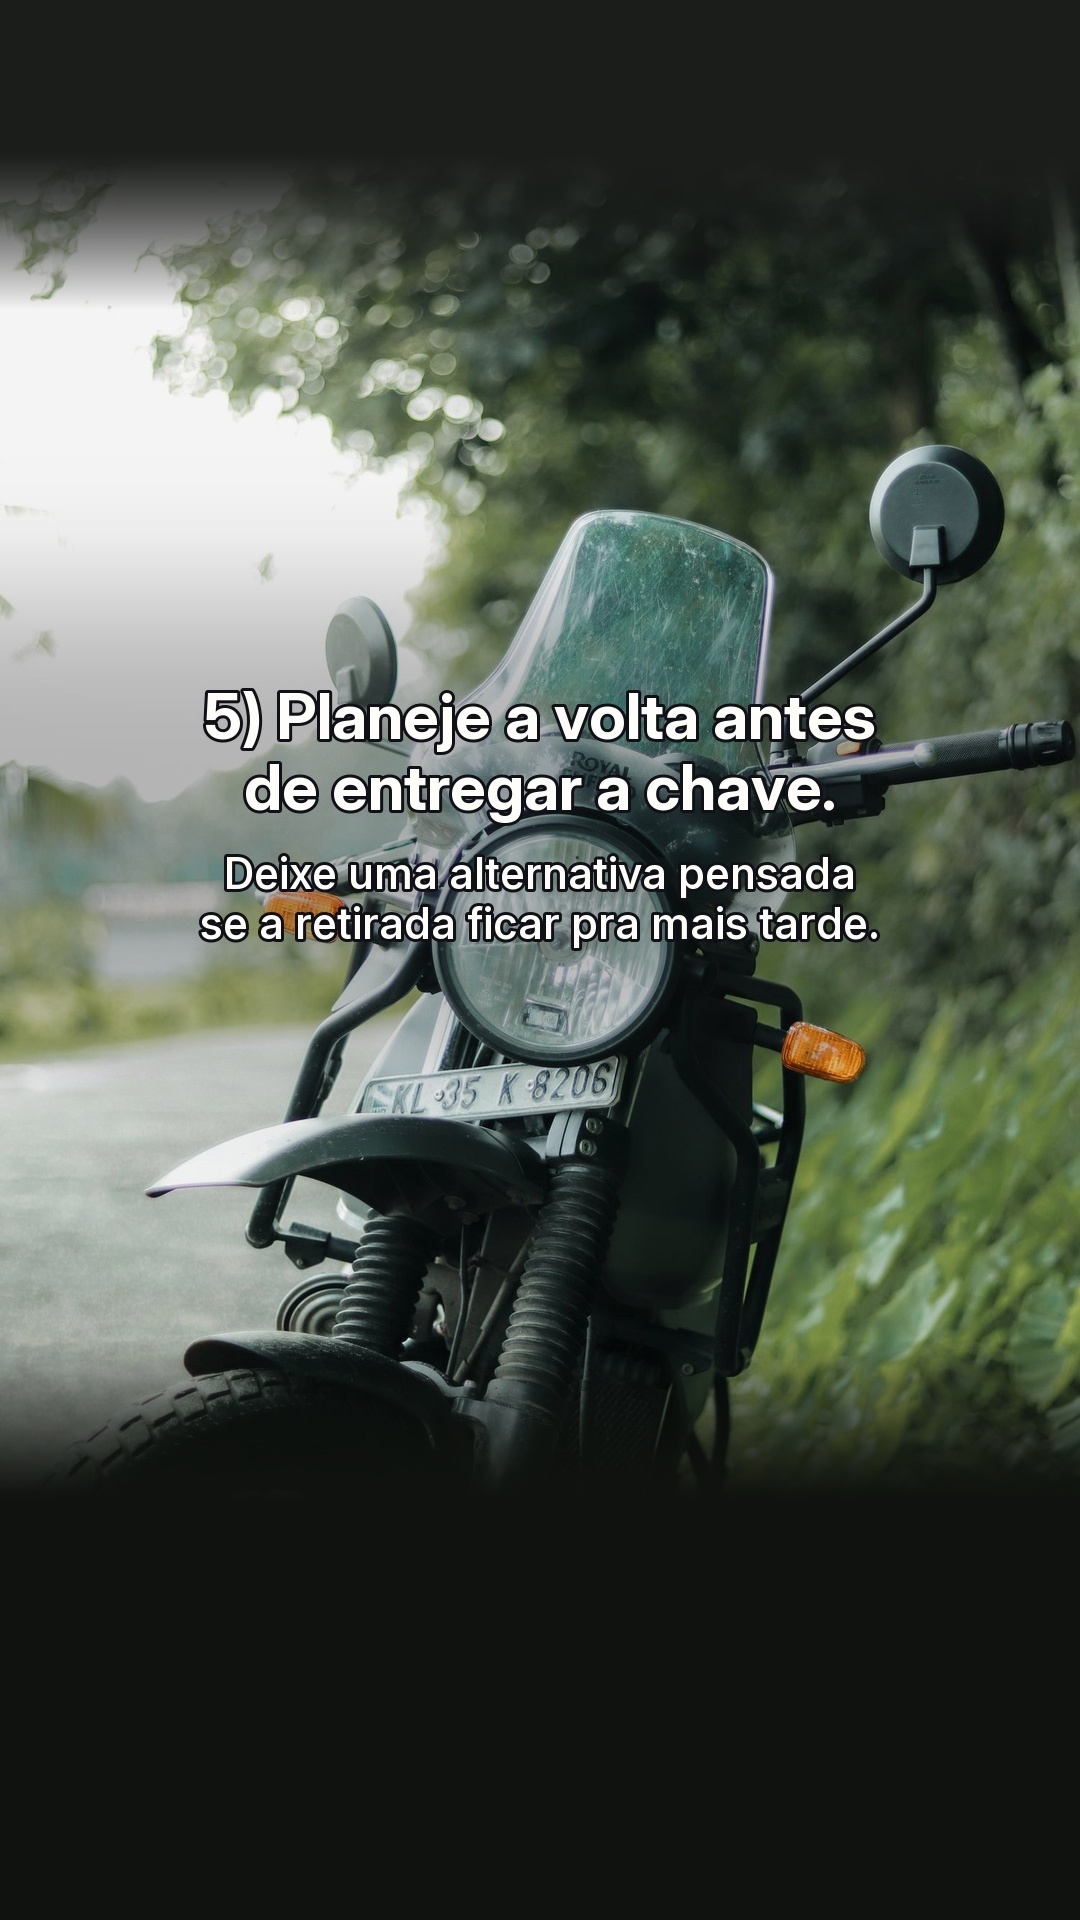 5) Planeje a volta antes
de entregar a chave.
Deixe uma alternativa pensada
se a retirada ficar pra mais tarde.
ROYAL
KL 35 K 8206